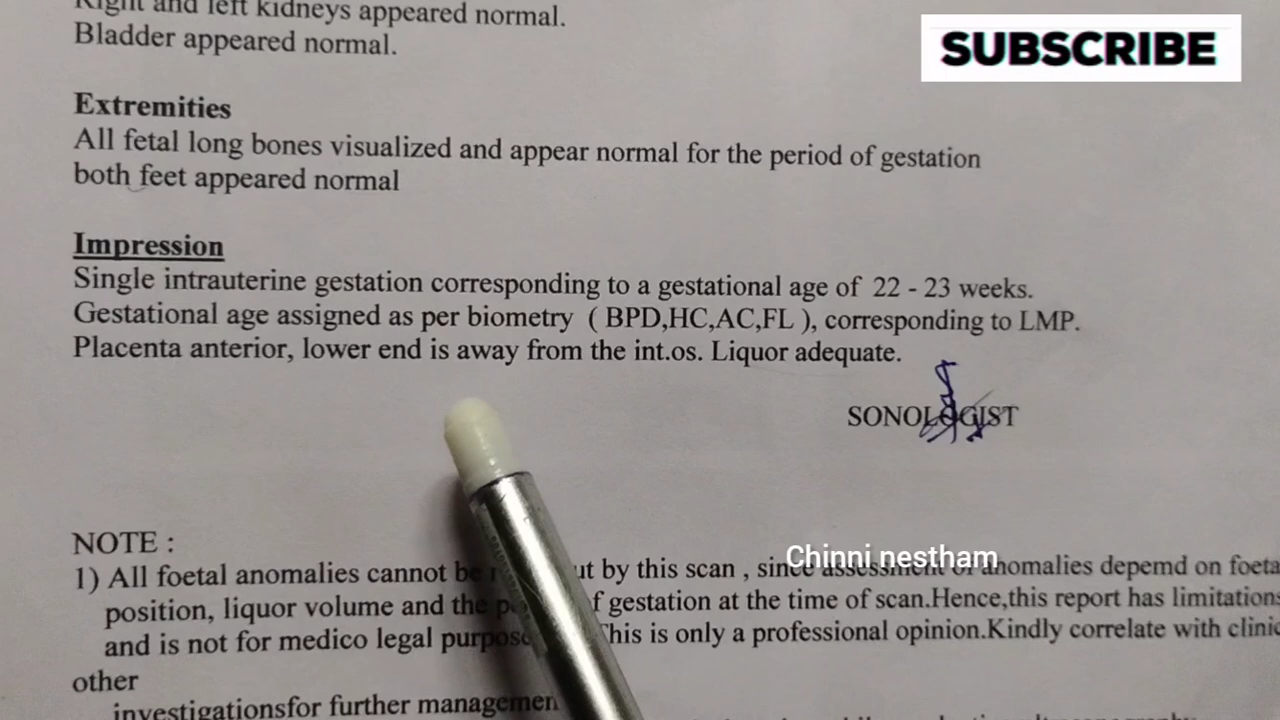 Right and left kidneys appeared normal.
Bladder appeared normal.
SUBSCRIBE
Extremities
All fetal long bones visualized and appear normal for the period of gestation
both feet appeared normal
Impression
Single intrauterine gestation corresponding to a gestational age of 22 - 23 weeks.
Gestational age assigned as per biometry ( BPD,HC,AC,FL ), corresponding to LMP.
Placenta anterior, lower end is away from the int.os. Liquor adequate.
SONOLOGIST
NOTE :
Chinni nestham
1) All foetal anomalies cannot be by this scan , since assessment of anomalies depemd on foeta
position, liquor volume and the of gestation at the time of scan.Hence,this report has limitations
and is not for medico legal This is only a professional opinion.Kindly correlate with clinic
other
investigationsfor further managemen